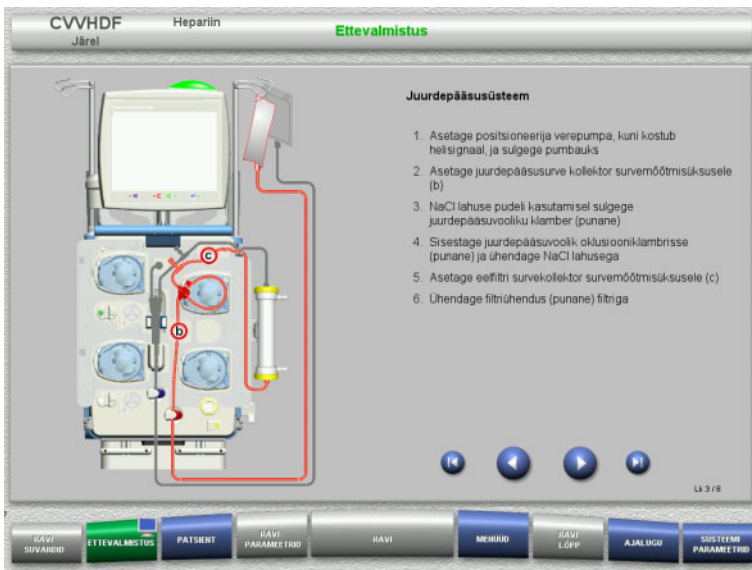 CVVHDF
Hepariin
Järel
Ettevalmistus
Juurdepääsusüsteem
1. Asetage positsioneerija verepumpa, kuni kostub
helisignaal, ja sulgege pumbauks
2. Asetage juurdepääsusurve kollektor survemõõtmisüksusele
(b)
3. NaCl lahuse pudeli kasutamisel sulgege
juurdepääsuvooliku klamber (punane)
4. Sisestage juurdepääsuvoolik oklusiooniklambrisse
(punane) ja ühendage NaCl lahusega
5. Asetage eelfiltri survekollektor survemõõtmisüksusele (c)
6. Ühendage filtriühendus (punane) filtriga
c
b
Lk 3 / 8
RAVI
SUVANDID
ETTEVALMISTUS
PATSIENT
RAVI
PARAMEETRID
RAVI
MENÜÜD
RAVI
LÕPP
AJALUGU
SÜSTEEMI
PARAMEETRID